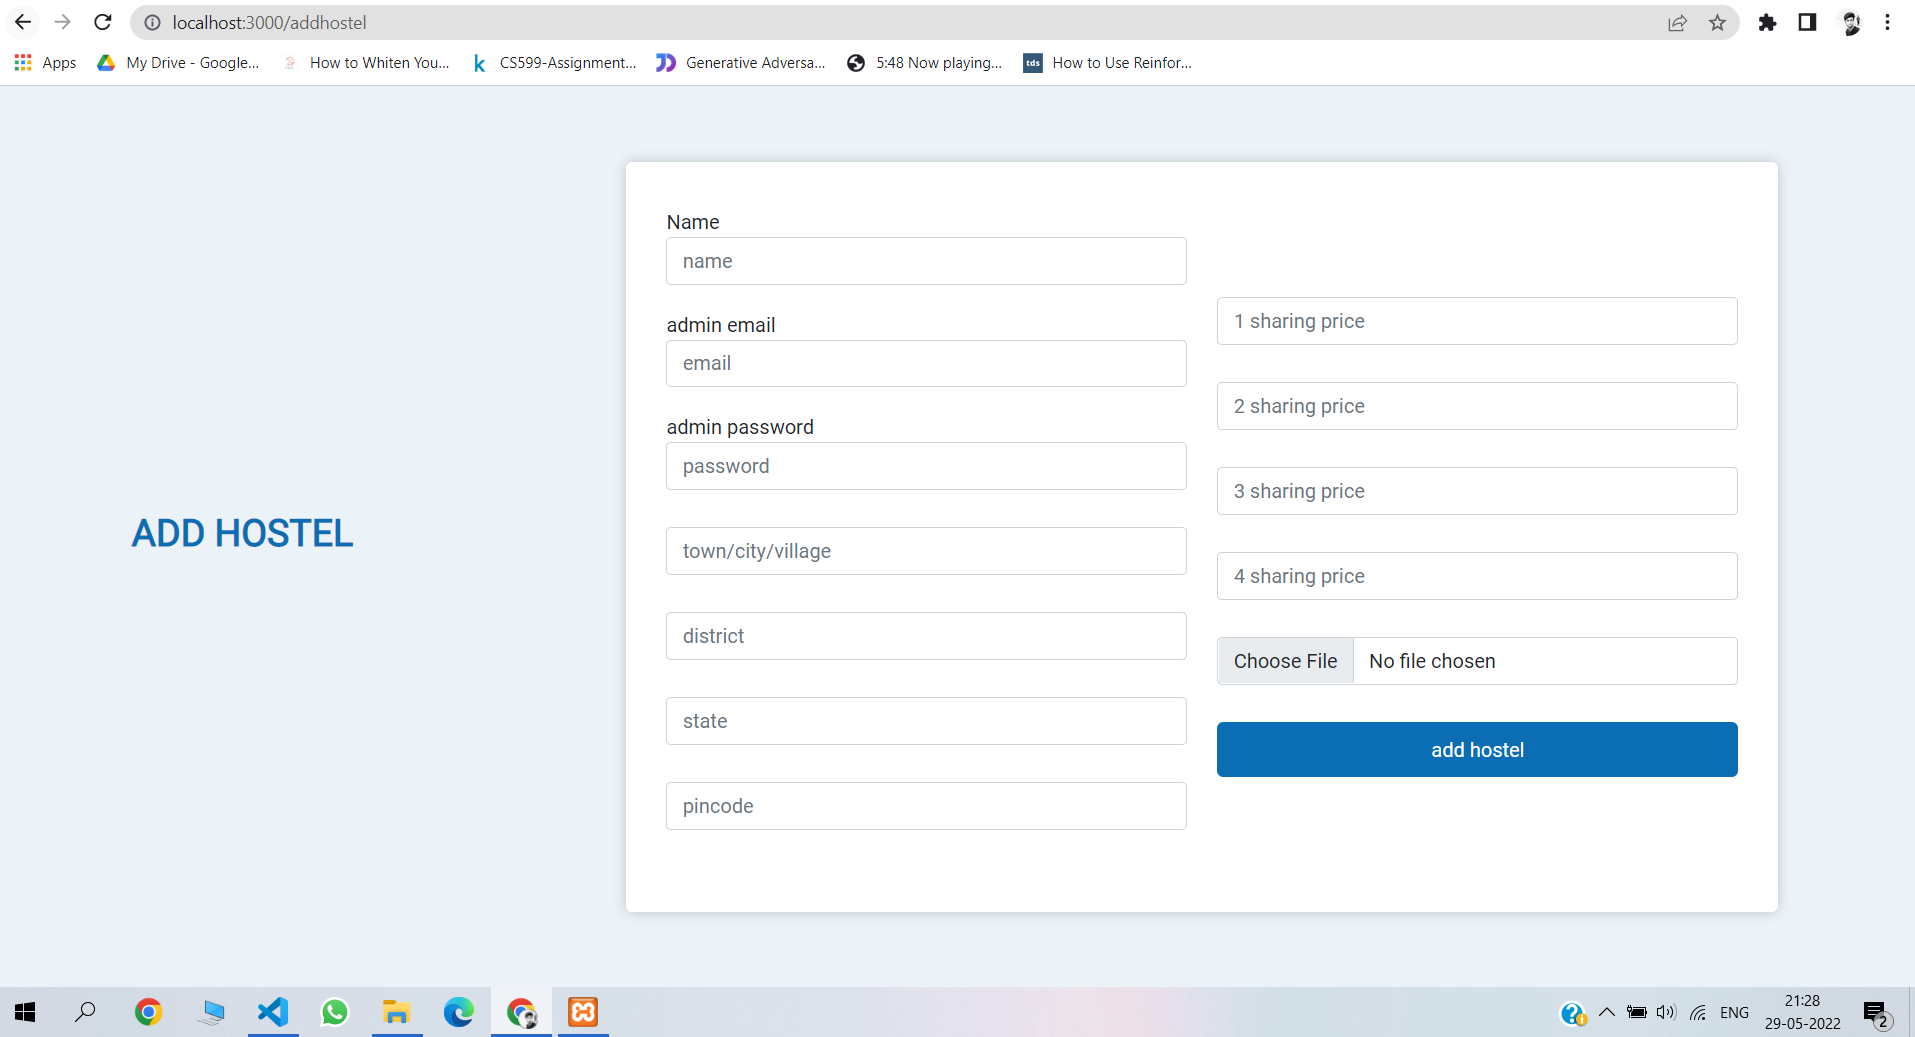 localhost:3000/addhostel
Apps My Drive - Google... How to Whiten You... k CS599-Assignment... Generative Adversa... 5:48 Now playing... tds How to Use Reinfor...
ADD HOSTEL
Name
name
admin email
email
admin password
password
town/city/village
district
state
pincode
1 sharing price
2 sharing price
3 sharing price
4 sharing price
Choose File No file chosen
add hostel
ENG
21:28
29-05-2022
2